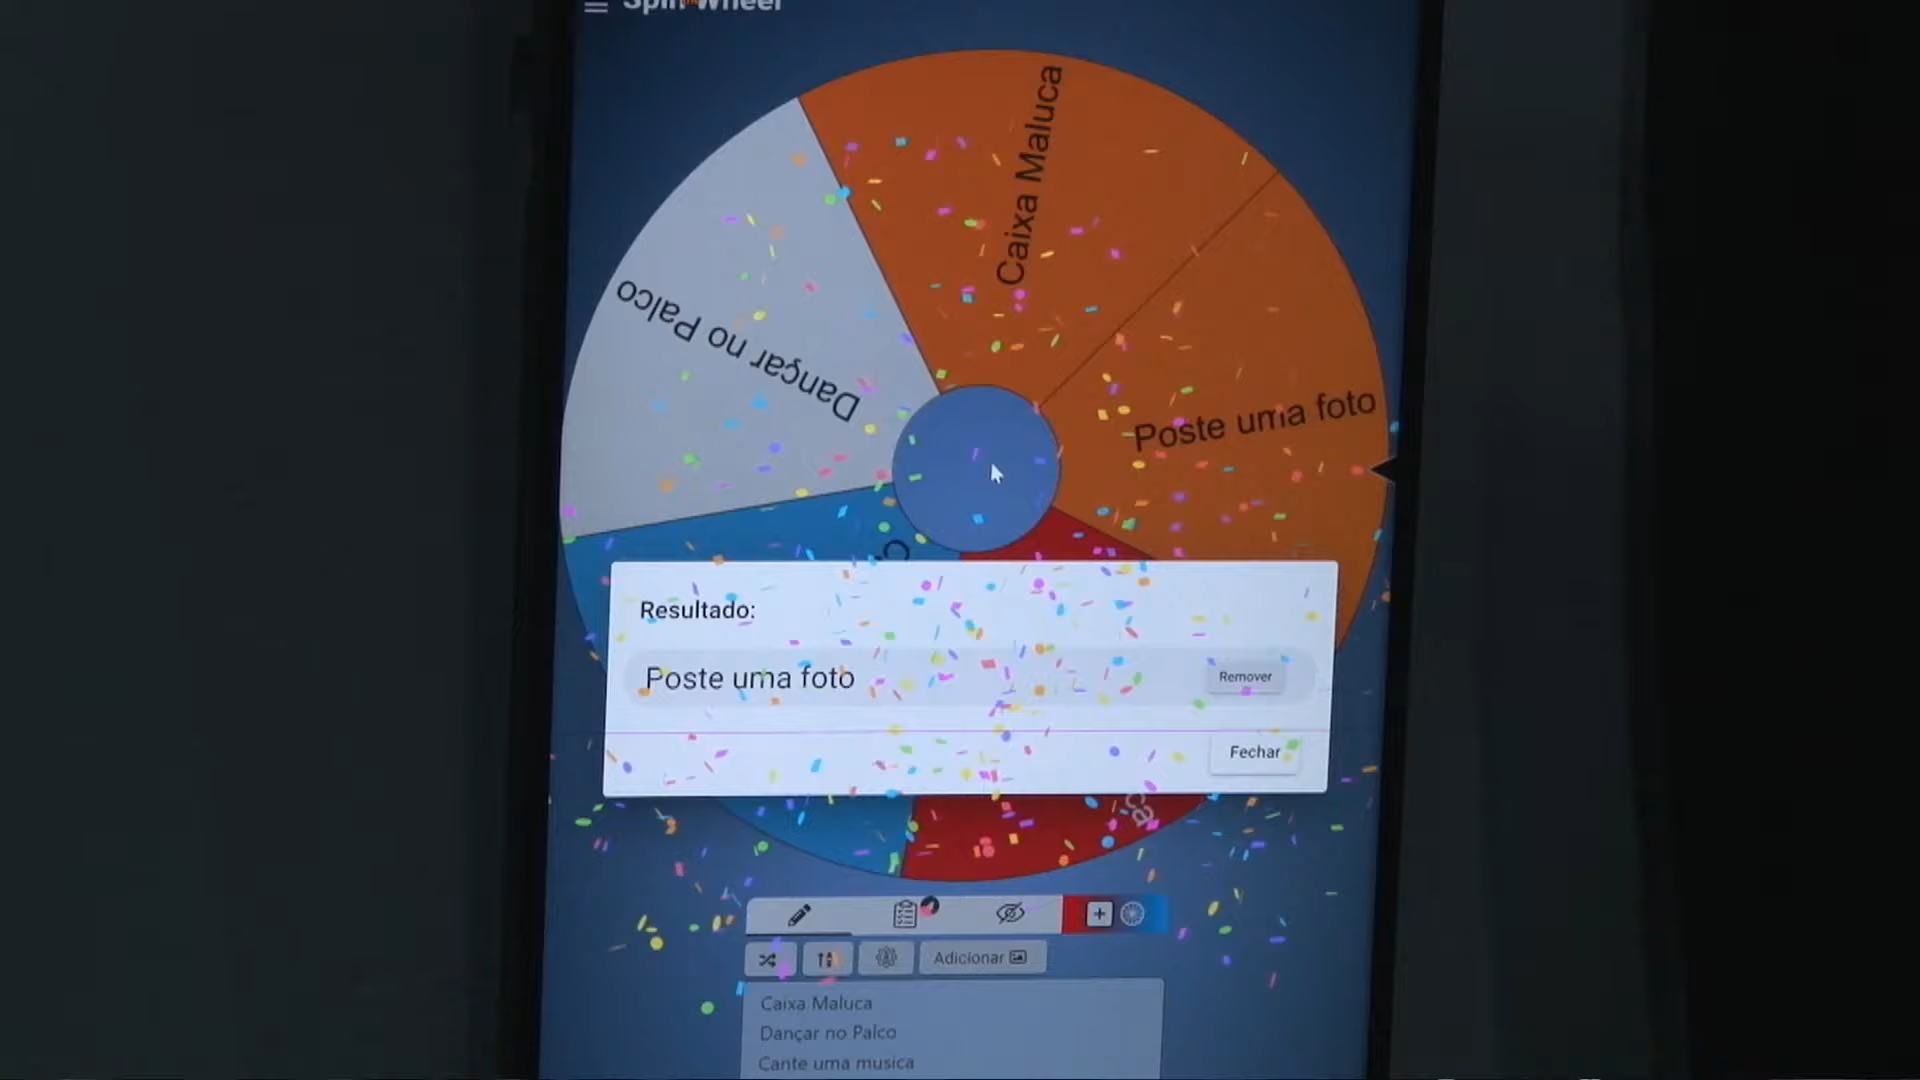 Spin Wheel
Caixa Maluca
Dançar no Palco
Poste uma foto
Resultado:
Poste uma foto
Remover
Fechar
Adicionar
Caixa Maluca
Dançar no Palco
Cante uma musica